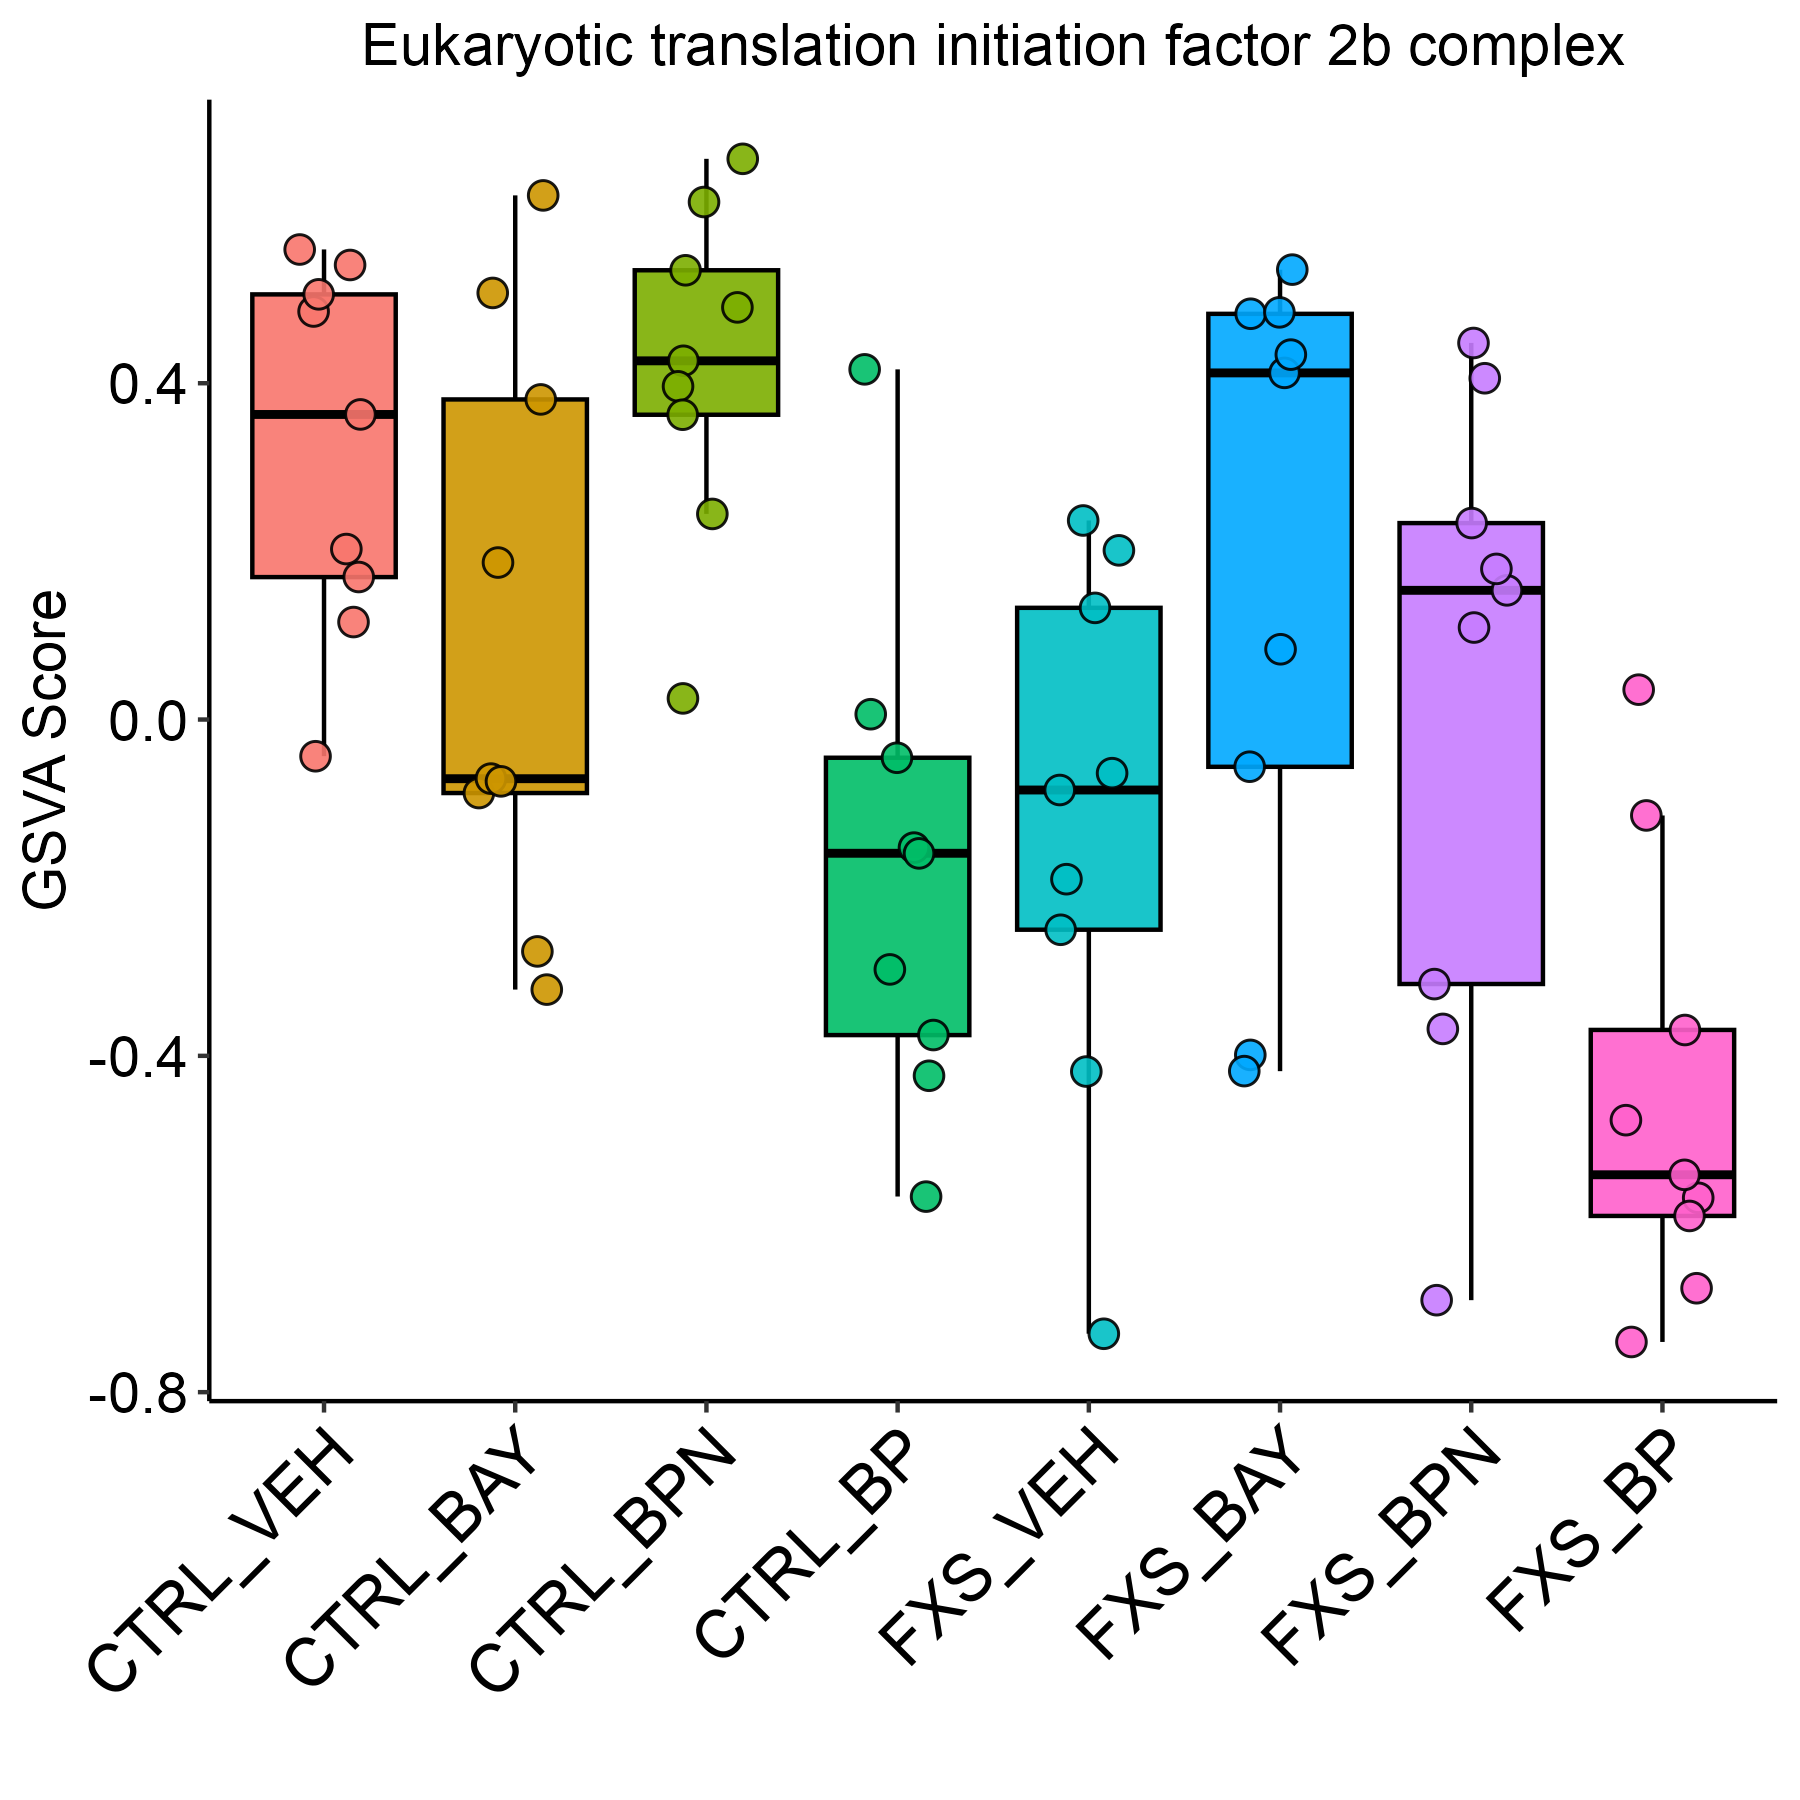 Eukaryotic translation initiation factor 2b complex
GSVA Score
0.4
0.0
-0.4
-0.8
CTRL_VEH
CTRL_BAY
CTRL_BPN
CTRL_BP
FXS_VEH
FXS_BAY
FXS_BPN
FXS_BP